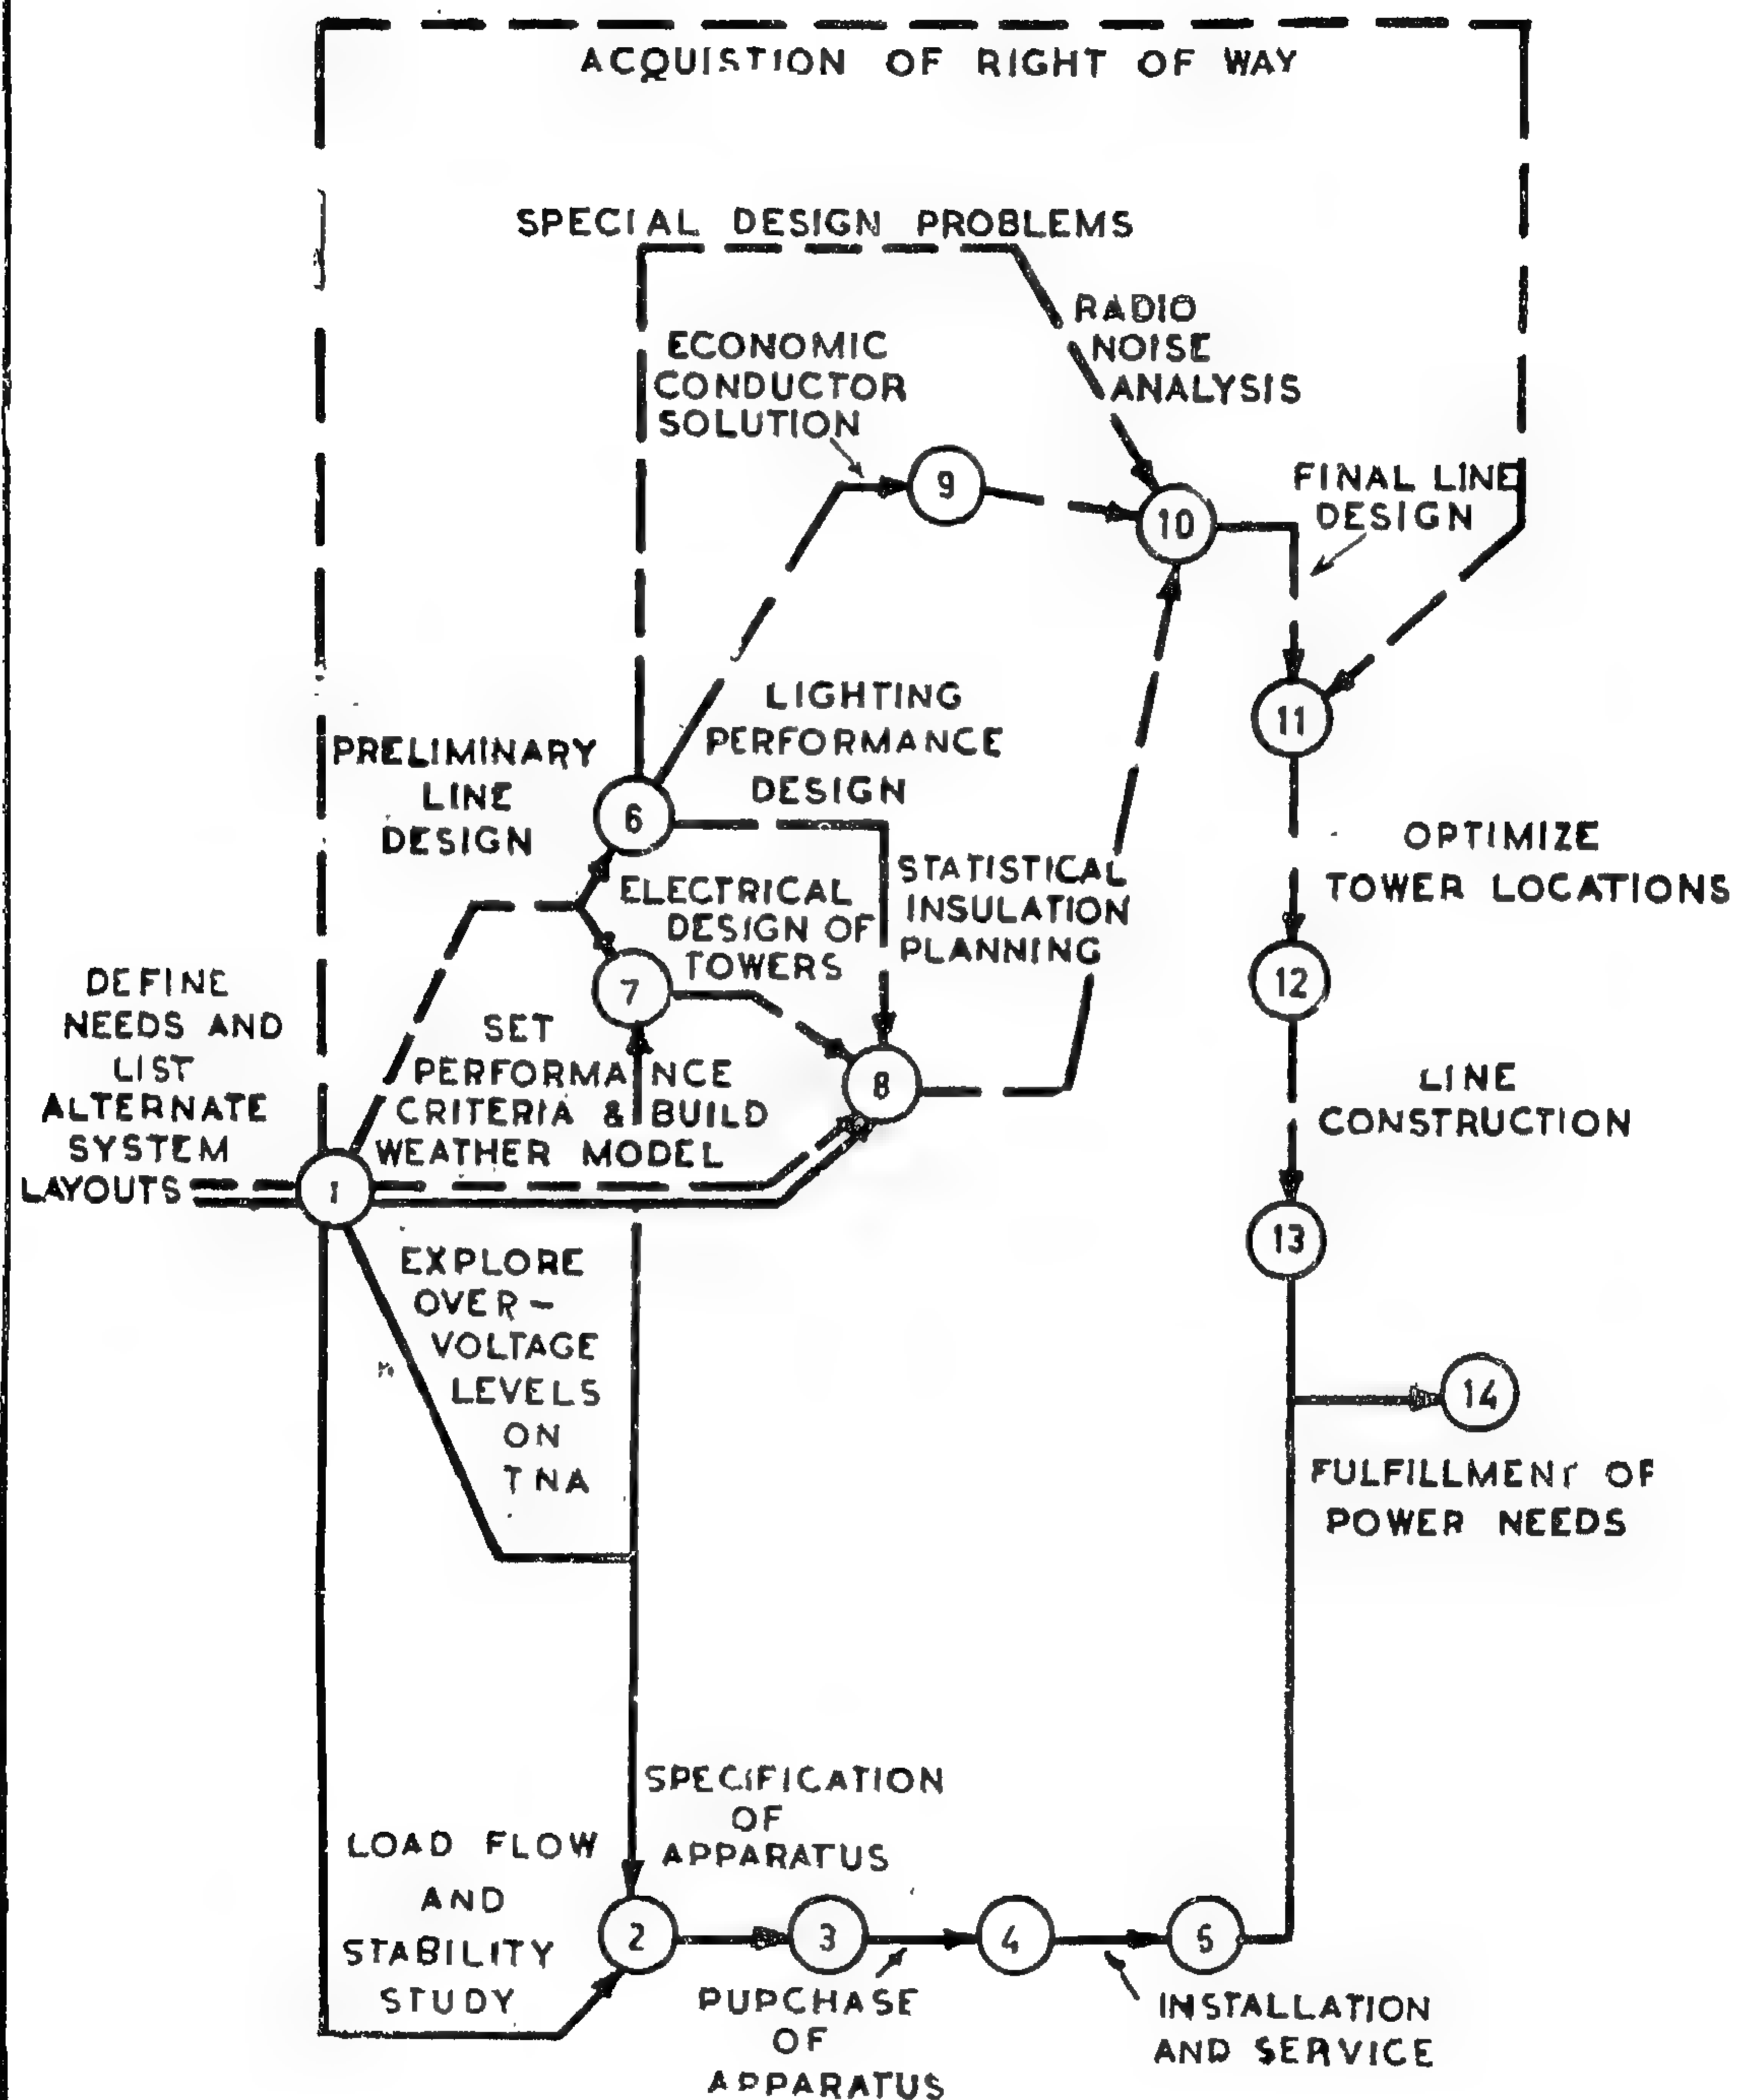 ACQUISTION OF RIGHT OF WAY
SPECIAL DESIGN PROBLEMS
RADIO
NOISE
ANALYSIS
ECONOMIC
CONDUCTOR
SOLUTION
9
10
FINAL LINE
DESIGN
11
LIGHTING
PERFORMANCE
DESIGN
PRELIMINARY
LINE
DESIGN
6
OPTIMIZE
TOWER LOCATIONS
STATISTICAL
INSULATION
PLANNING
ELECTRICAL
DESIGN OF
TOWERS
7
12
DEFINE
NEEDS AND
LIST
ALTERNATE
SYSTEM
LAYOUTS
SET
PERFORMANCE
CRITERIA & BUILD
WEATHER MODEL
8
LINE
CONSTRUCTION
1
13
EXPLORE
OVER-
VOLTAGE
LEVELS
ON
TNA
14
FULFILLMENT OF
POWER NEEDS
SPECIFICATION
OF
APPARATUS
LOAD FLOW
AND
STABILITY
STUDY
2
3
4
5
PUPCHASE
OF
APPARATUS
INSTALLATION
AND SERVICE